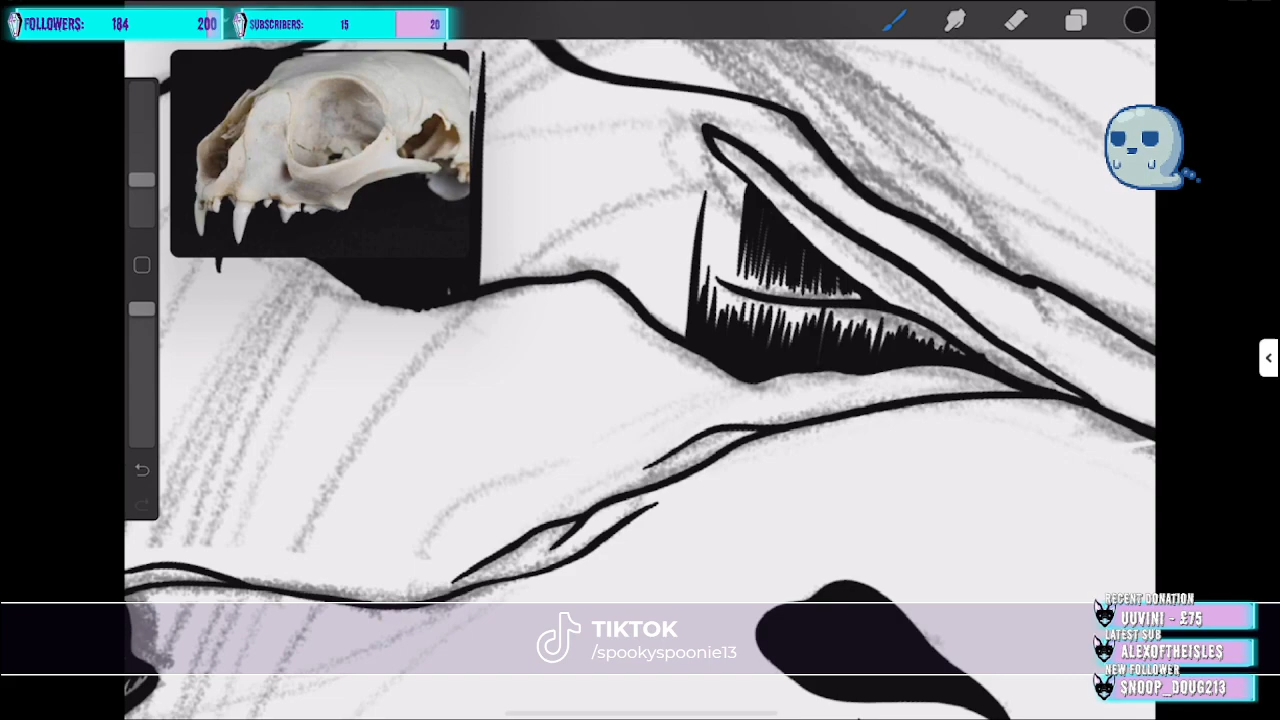 FOLLOWERS: 184 200
SUBSCRIBERS: 15 20
TIKTOK
/spookyspoonie13
RECENT DONATION
UUVINI - £75
LATEST SUB
ALEXOFTHEISLES
NEW FOLLOWER
SNOOP_DOUG213